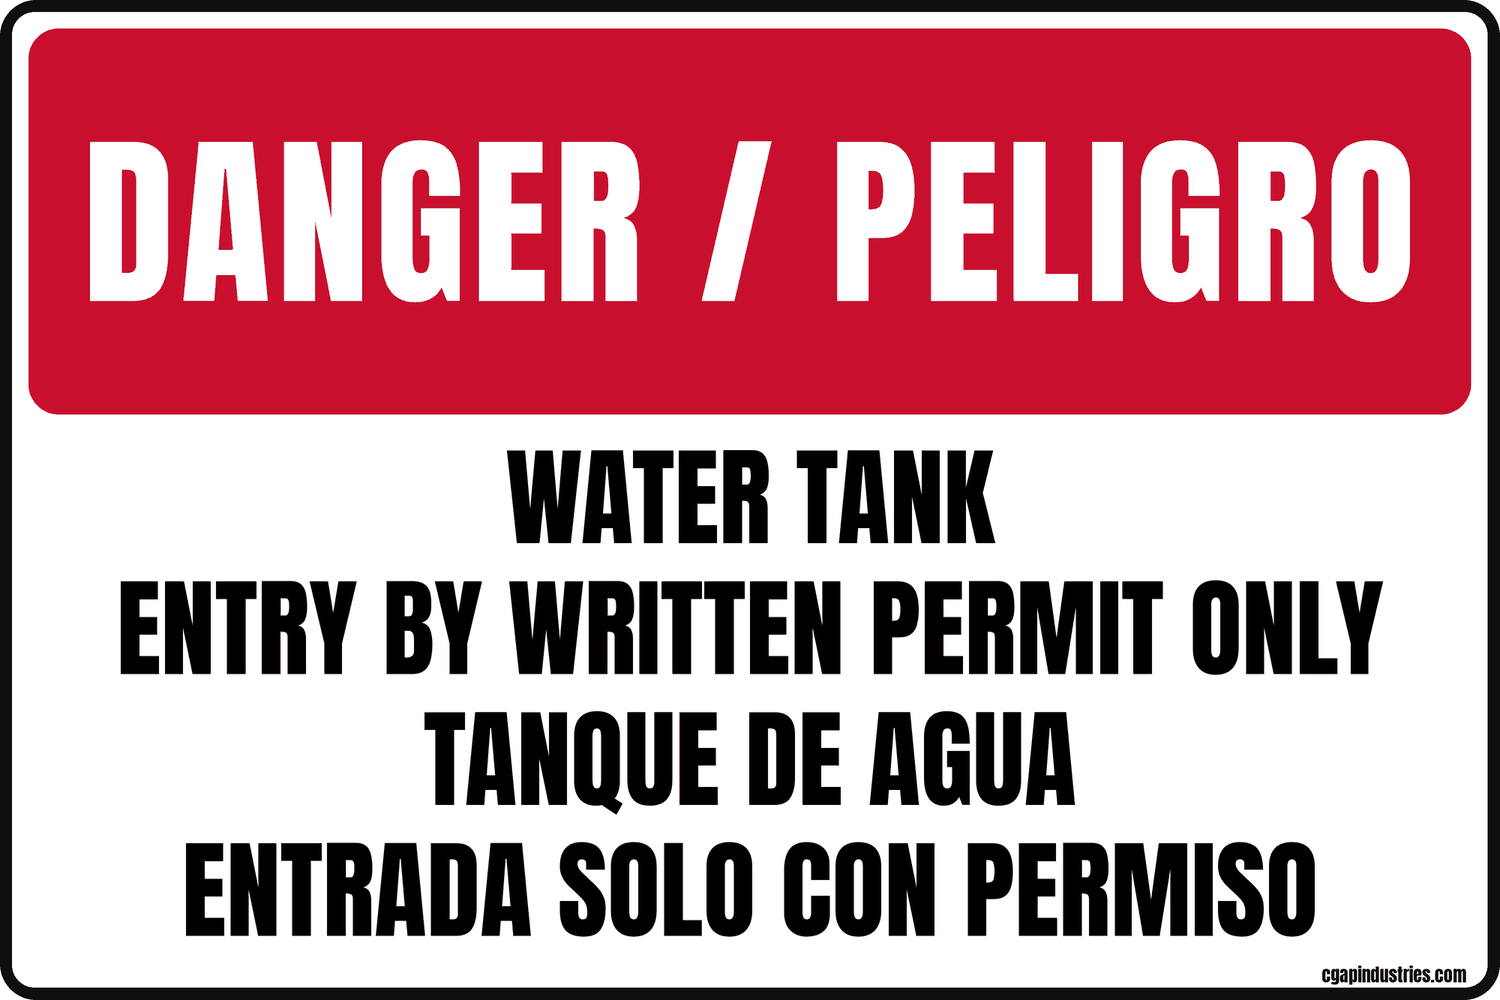 DANGER / PELIGRO
WATER TANK
ENTRY BY WRITTEN PERMIT ONLY
TANQUE DE AGUA
ENTRADA SOLO CON PERMISO
cgapindustries.com